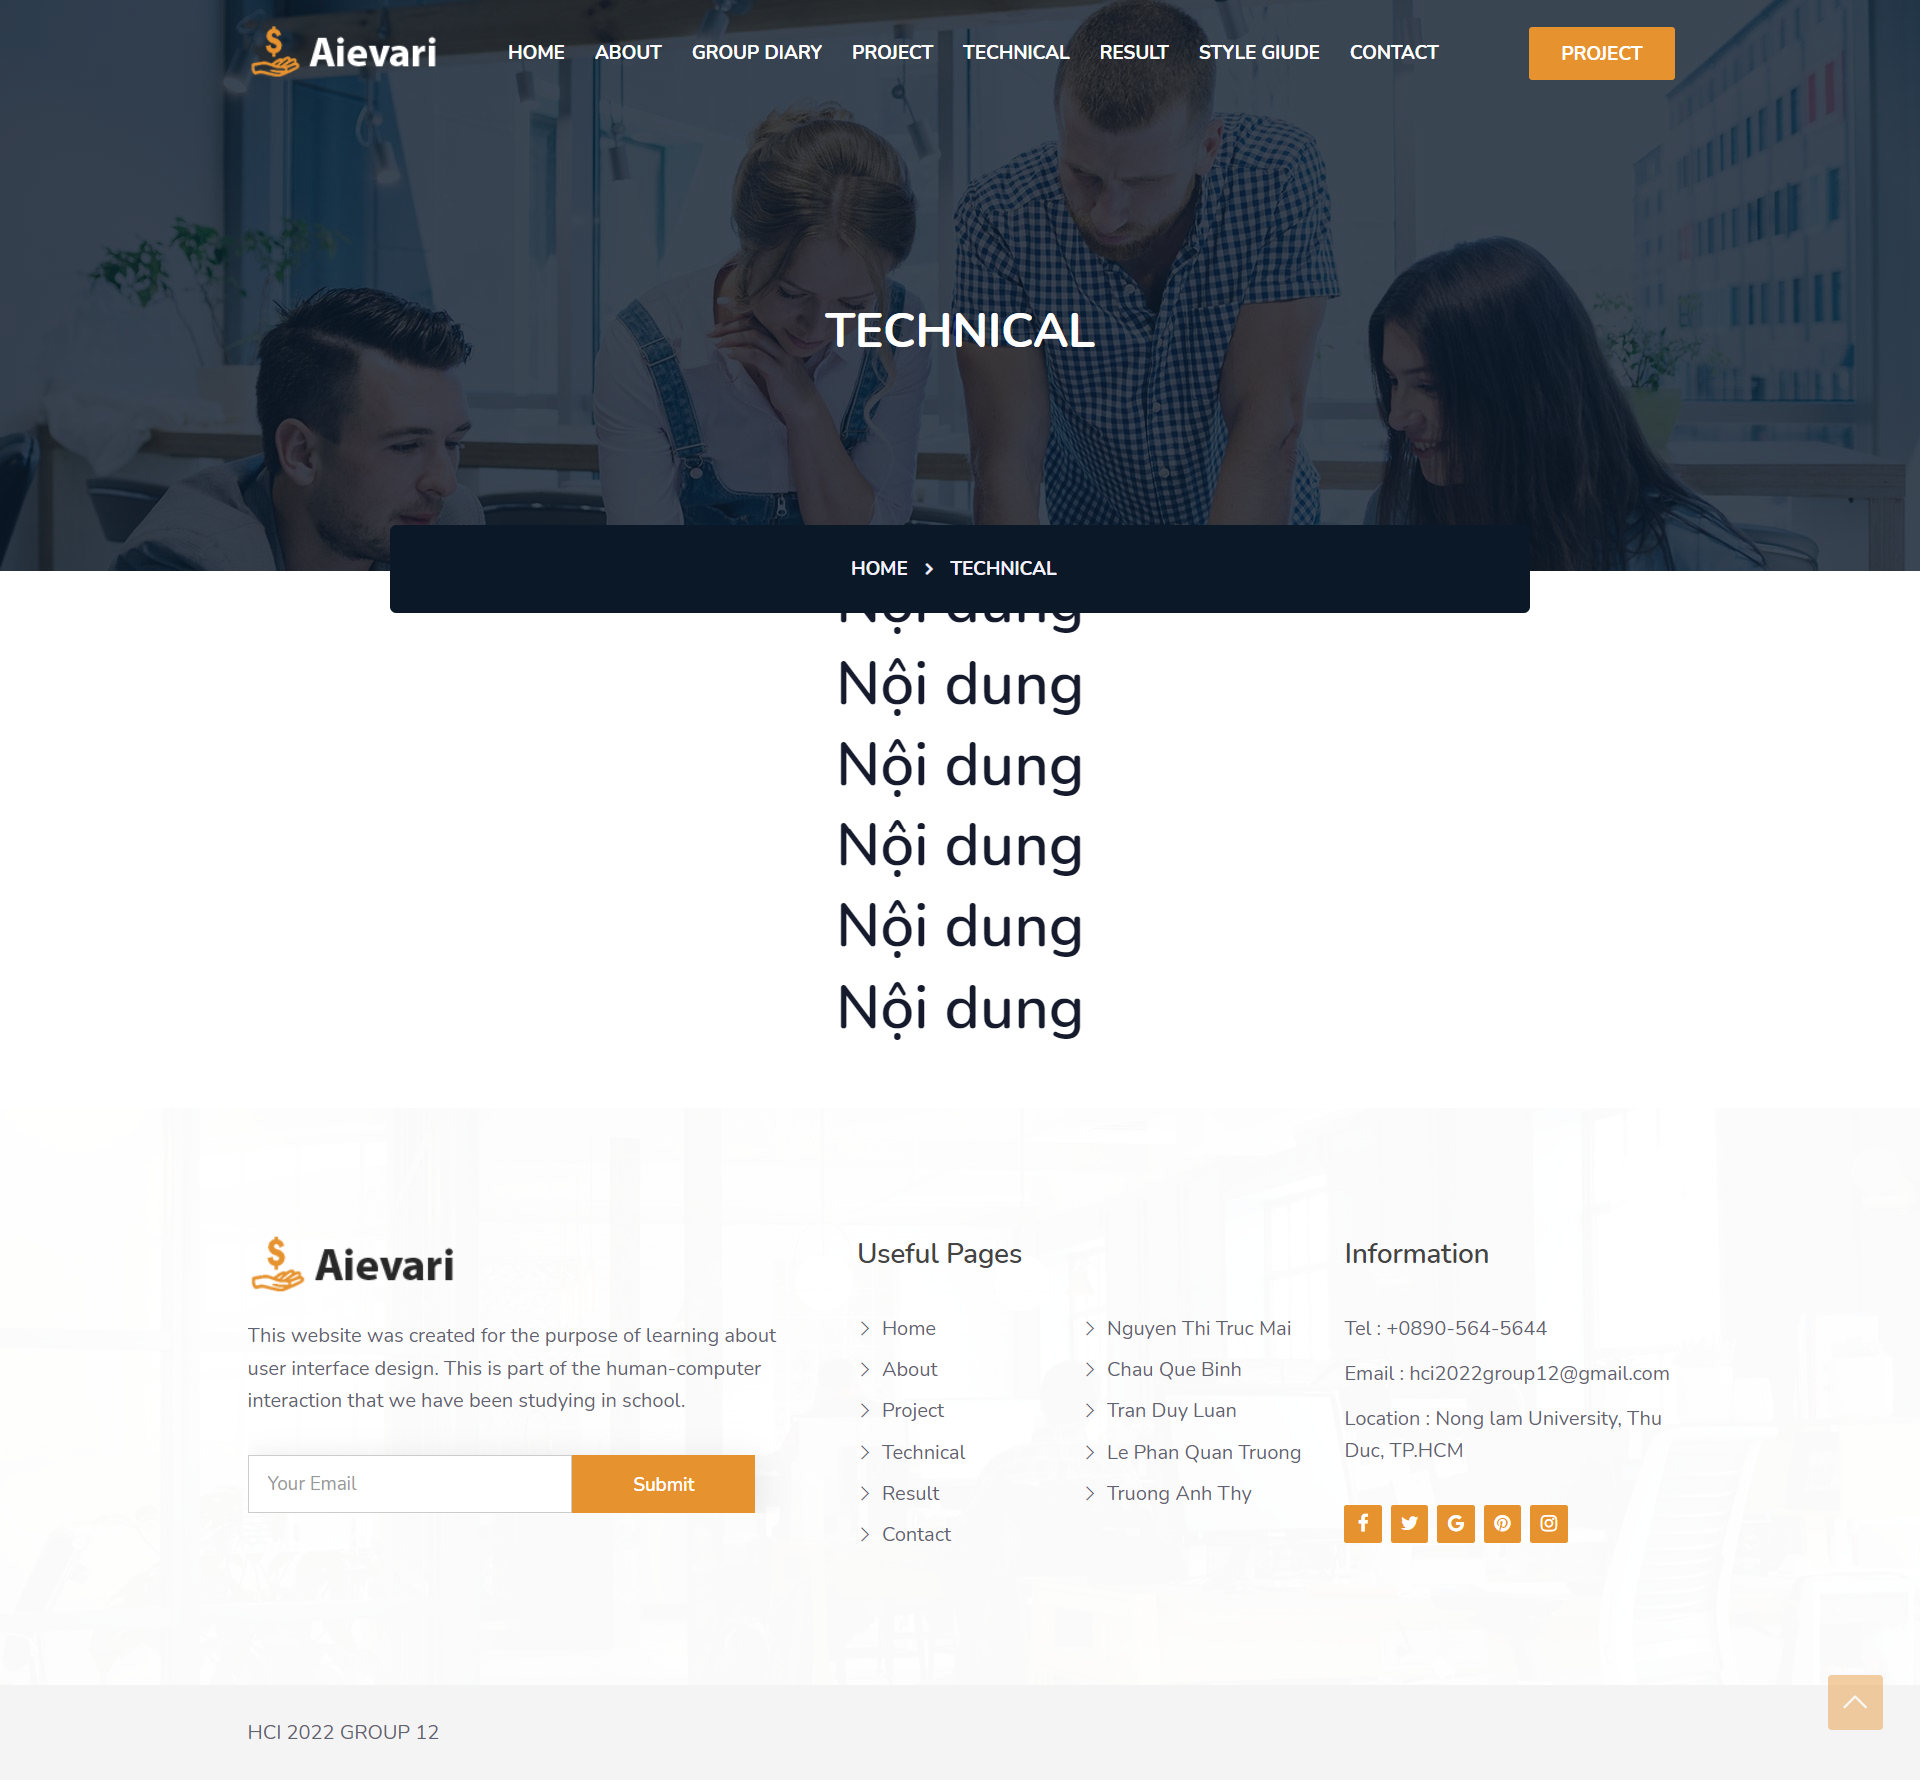 Aievari
HOME ABOUT GROUP DIARY PROJECT TECHNICAL RESULT STYLE GIUDE CONTACT
PROJECT
TECHNICAL
HOME TECHNICAL
Nội dung
Nội dung
Nội dung
Nội dung
Nội dung
Nội dung
Aievari
This website was created for the purpose of learning about
user interface design. This is part of the human-computer
interaction that we have been studying in school.
Your Email
Submit
Useful Pages
Home
About
Project
Technical
Result
Contact
Nguyen Thi Truc Mai
Chau Que Binh
Tran Duy Luan
Le Phan Quan Truong
Truong Anh Thy
Information
Tel : +0890-564-5644
Email : hci2022group12@gmail.com
Location : Nong lam University, Thu
Duc, TP.HCM
HCI 2022 GROUP 12